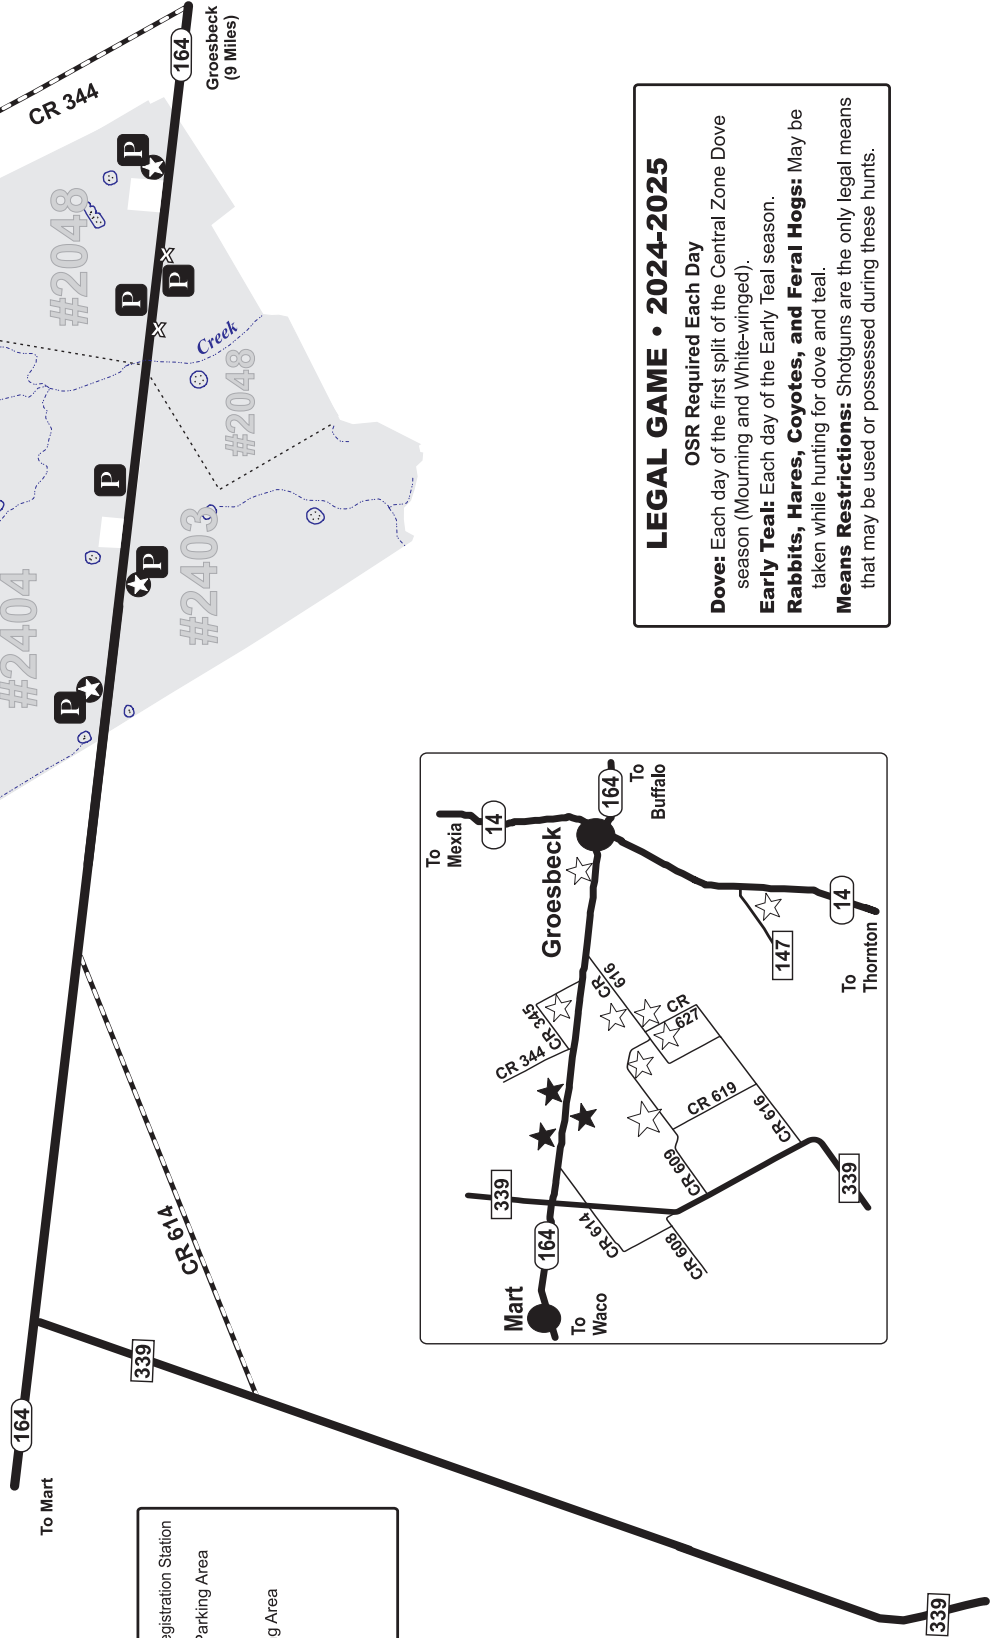 164
To Mart
339
CR 614
339
CR 344
164
Groesbeck
(9 Miles)
#2048
#2048
#2403
#2404
Creek
P
P
P
P
P
P
X
X
egistration Station
Parking Area
g Area
LEGAL GAME • 2024-2025
OSR Required Each Day
Dove: Each day of the first split of the Central Zone Dove
season (Mourning and White-winged).
Early Teal: Each day of the Early Teal season.
Rabbits, Hares, Coyotes, and Feral Hogs: May be
taken while hunting for dove and teal.
Means Restrictions: Shotguns are the only legal means
that may be used or possessed during these hunts.
Mart
To
Waco
164
339
CR 614
CR 608
CR 609
CR 619
CR 616
339
CR 344
CR 345
CR
616
CR
627
Groesbeck
To
Mexia
14
164
To
Buffalo
147
14
To
Thornton